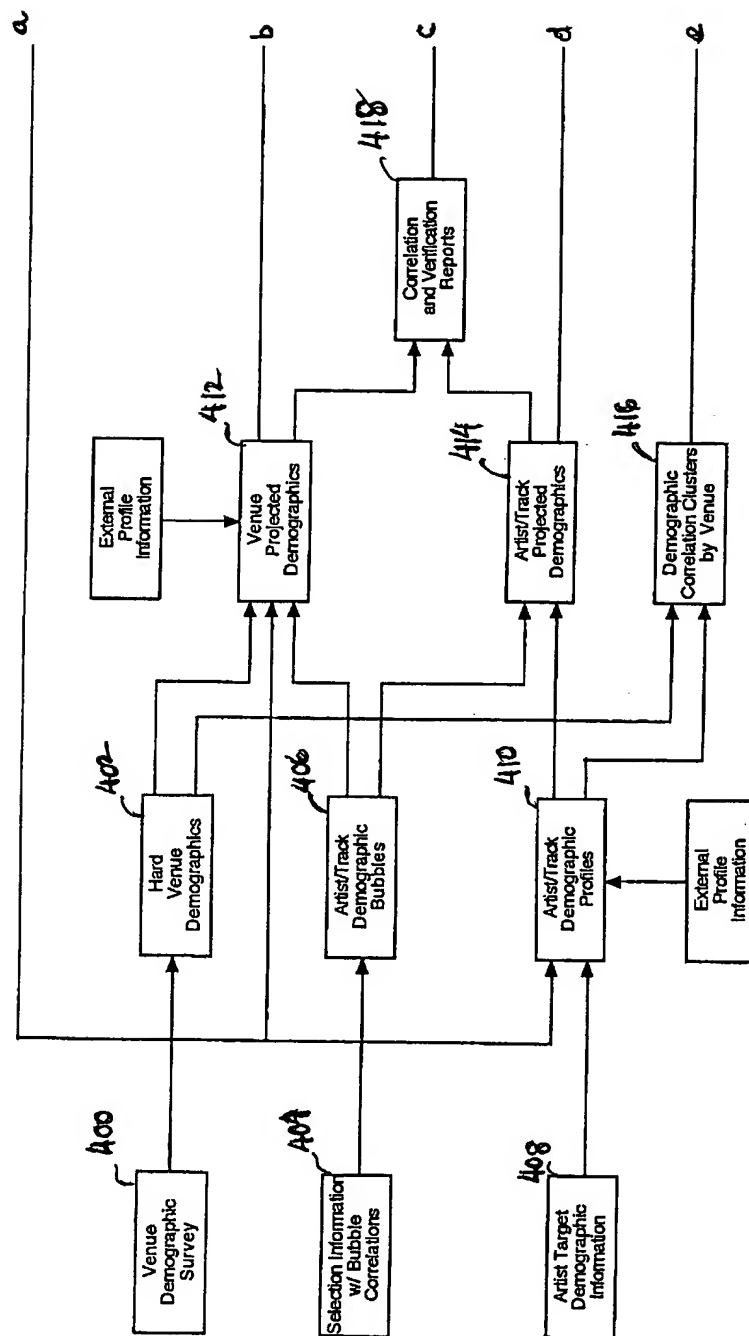 a
b
c
d
e
418
Correlation
and Verification
Reports
412
External
Profile
Information
Venue
Projected
Demographics
414
Artist/Track
Projected
Demographics
416
Demographic
Correlation Clusters
by Venue
402
Hard
Venue
Demographics
406
Artist/Track
Demographic
Bubbles
410
Artist/Track
Demographic
Profiles
External
Profile
Information
400
Venue
Demographic
Survey
404
Selection Information
w/ Bubble
Correlations
408
Artist Target
Demographic
Information